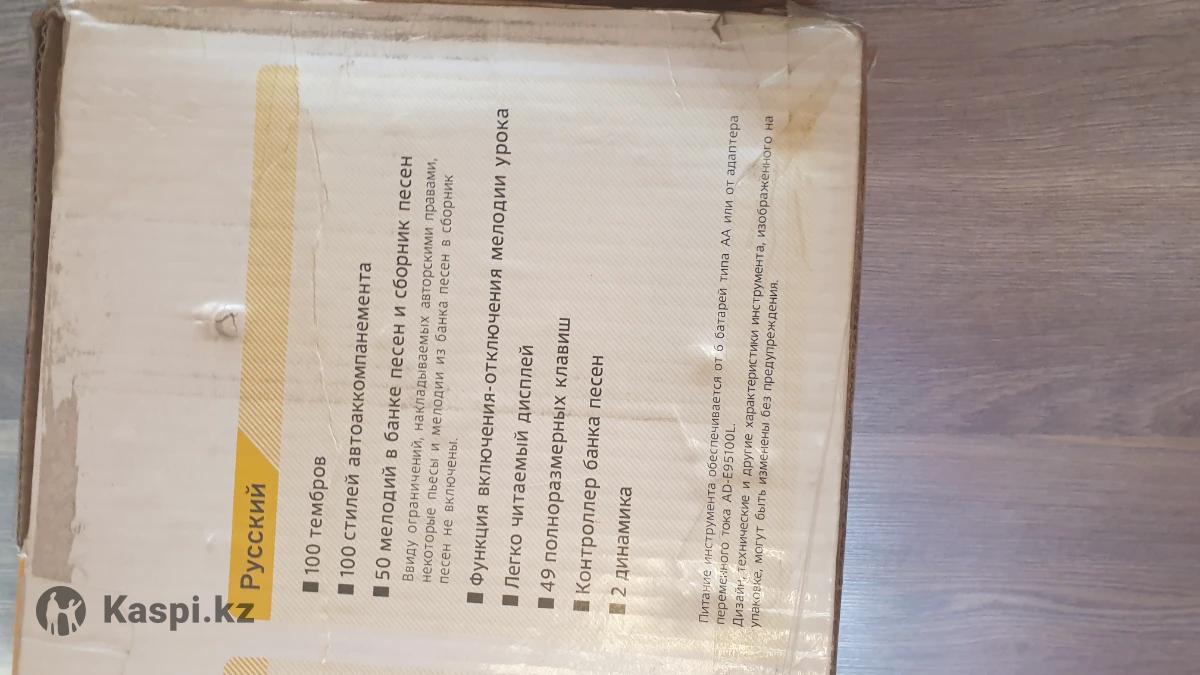 Русский
■ 100 тембров
■ 100 стилей автоаккомпанемента
■ 50 мелодий в банке песен и сборник песен
Ввиду ограничений, накладываемых авторскими правами,
некоторые пьесы и мелодии из банка песен в сборник
песен не включены.
■ Функция включения-отключения мелодии урока
■ Легко читаемый дисплей
■ 49 полноразмерных клавиш
■ Контроллер банка песен
■ 2 динамика
Питание инструмента обеспечивается от 6 батарей типа АА или от адаптера
переменного тока AD-E95100L.
Дизайн, технические и другие характеристики инструмента, изображенного на
упаковке, могут быть изменены без предупреждения.
Kaspi.kz